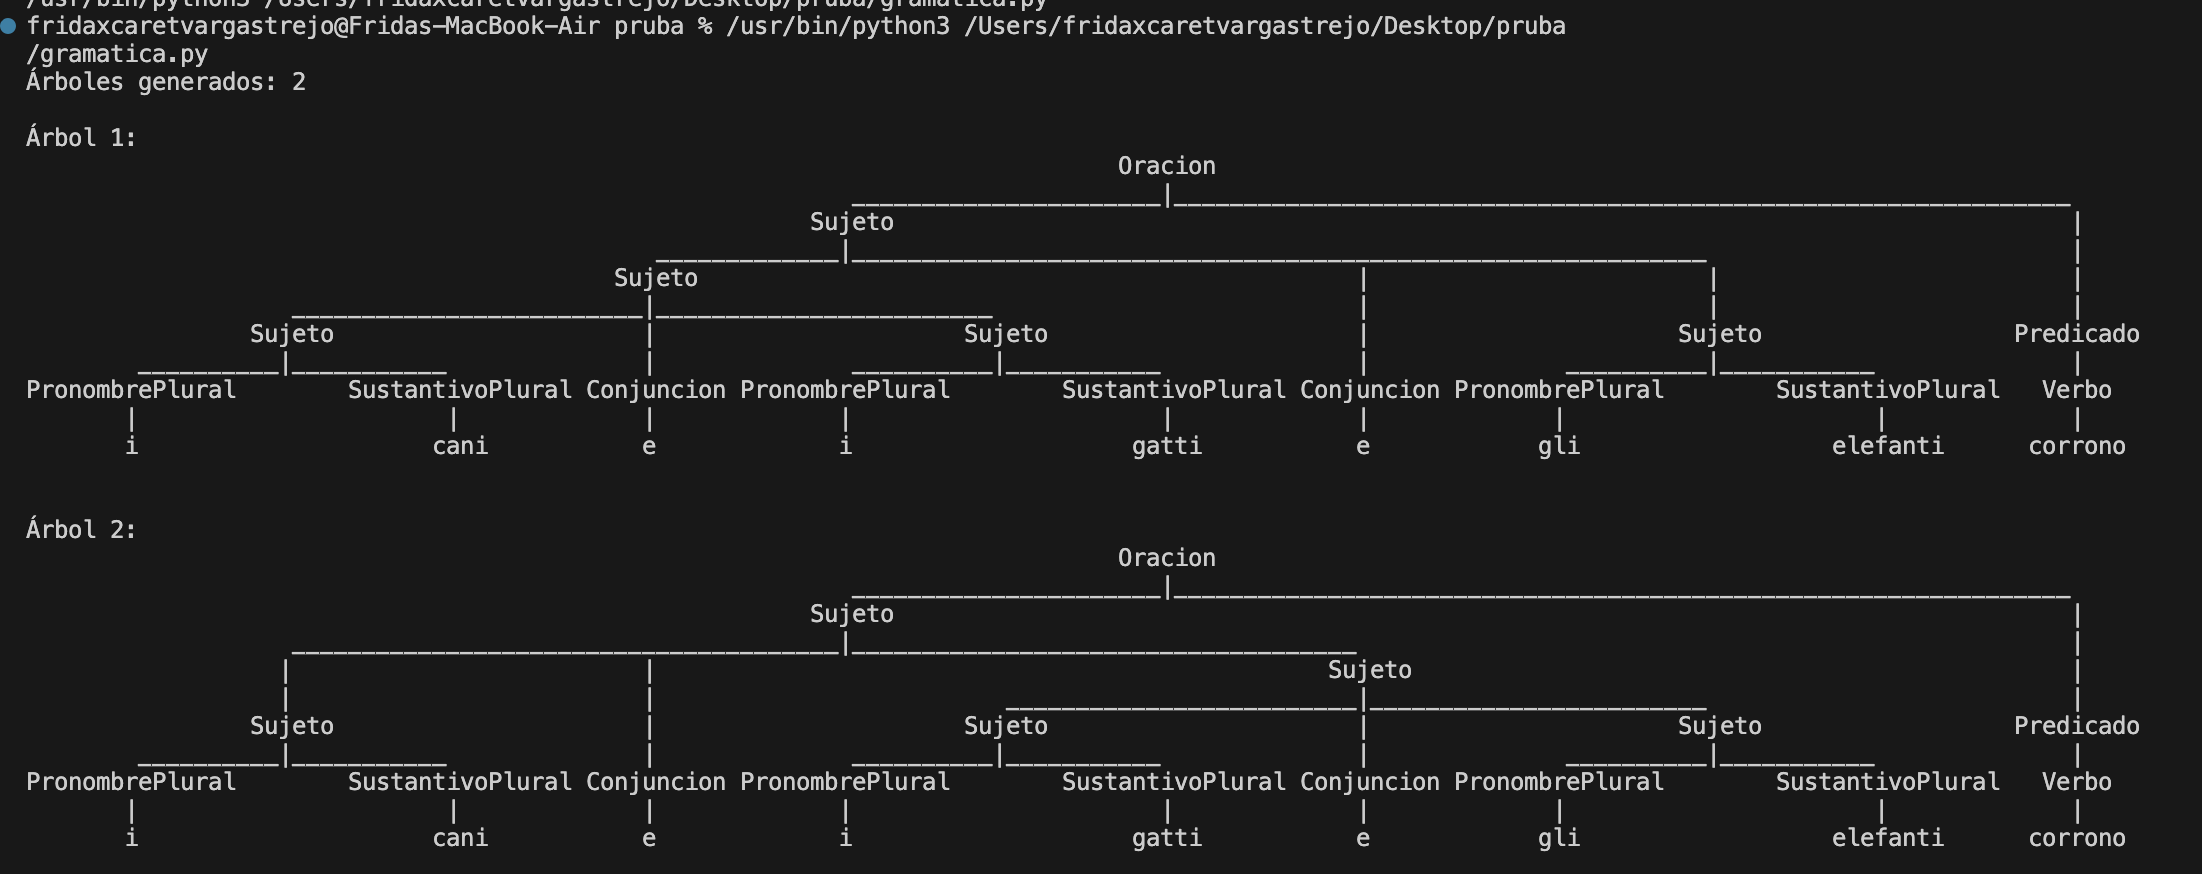 /usr/bin/python3 /Users/fridaxcaretvargastrejo/Desktop/pruba/gramatica.py
fridaxcaretvargastrejo@Fridas-MacBook-Air pruba % /usr/bin/python3 /Users/fridaxcaretvargastrejo/Desktop/pruba
/gramatica.py
Árboles generados: 2
Árbol 1:
Oracion
Sujeto
Sujeto
Sujeto Sujeto Sujeto Predicado
PronombrePlural SustantivoPlural Conjuncion PronombrePlural SustantivoPlural Conjuncion PronombrePlural SustantivoPlural Verbo
i cani e i gatti e gli elefanti corrono
Árbol 2:
Oracion
Sujeto
Sujeto
Sujeto Sujeto Sujeto Predicado
PronombrePlural SustantivoPlural Conjuncion PronombrePlural SustantivoPlural Conjuncion PronombrePlural SustantivoPlural Verbo
i cani e i gatti e gli elefanti corrono